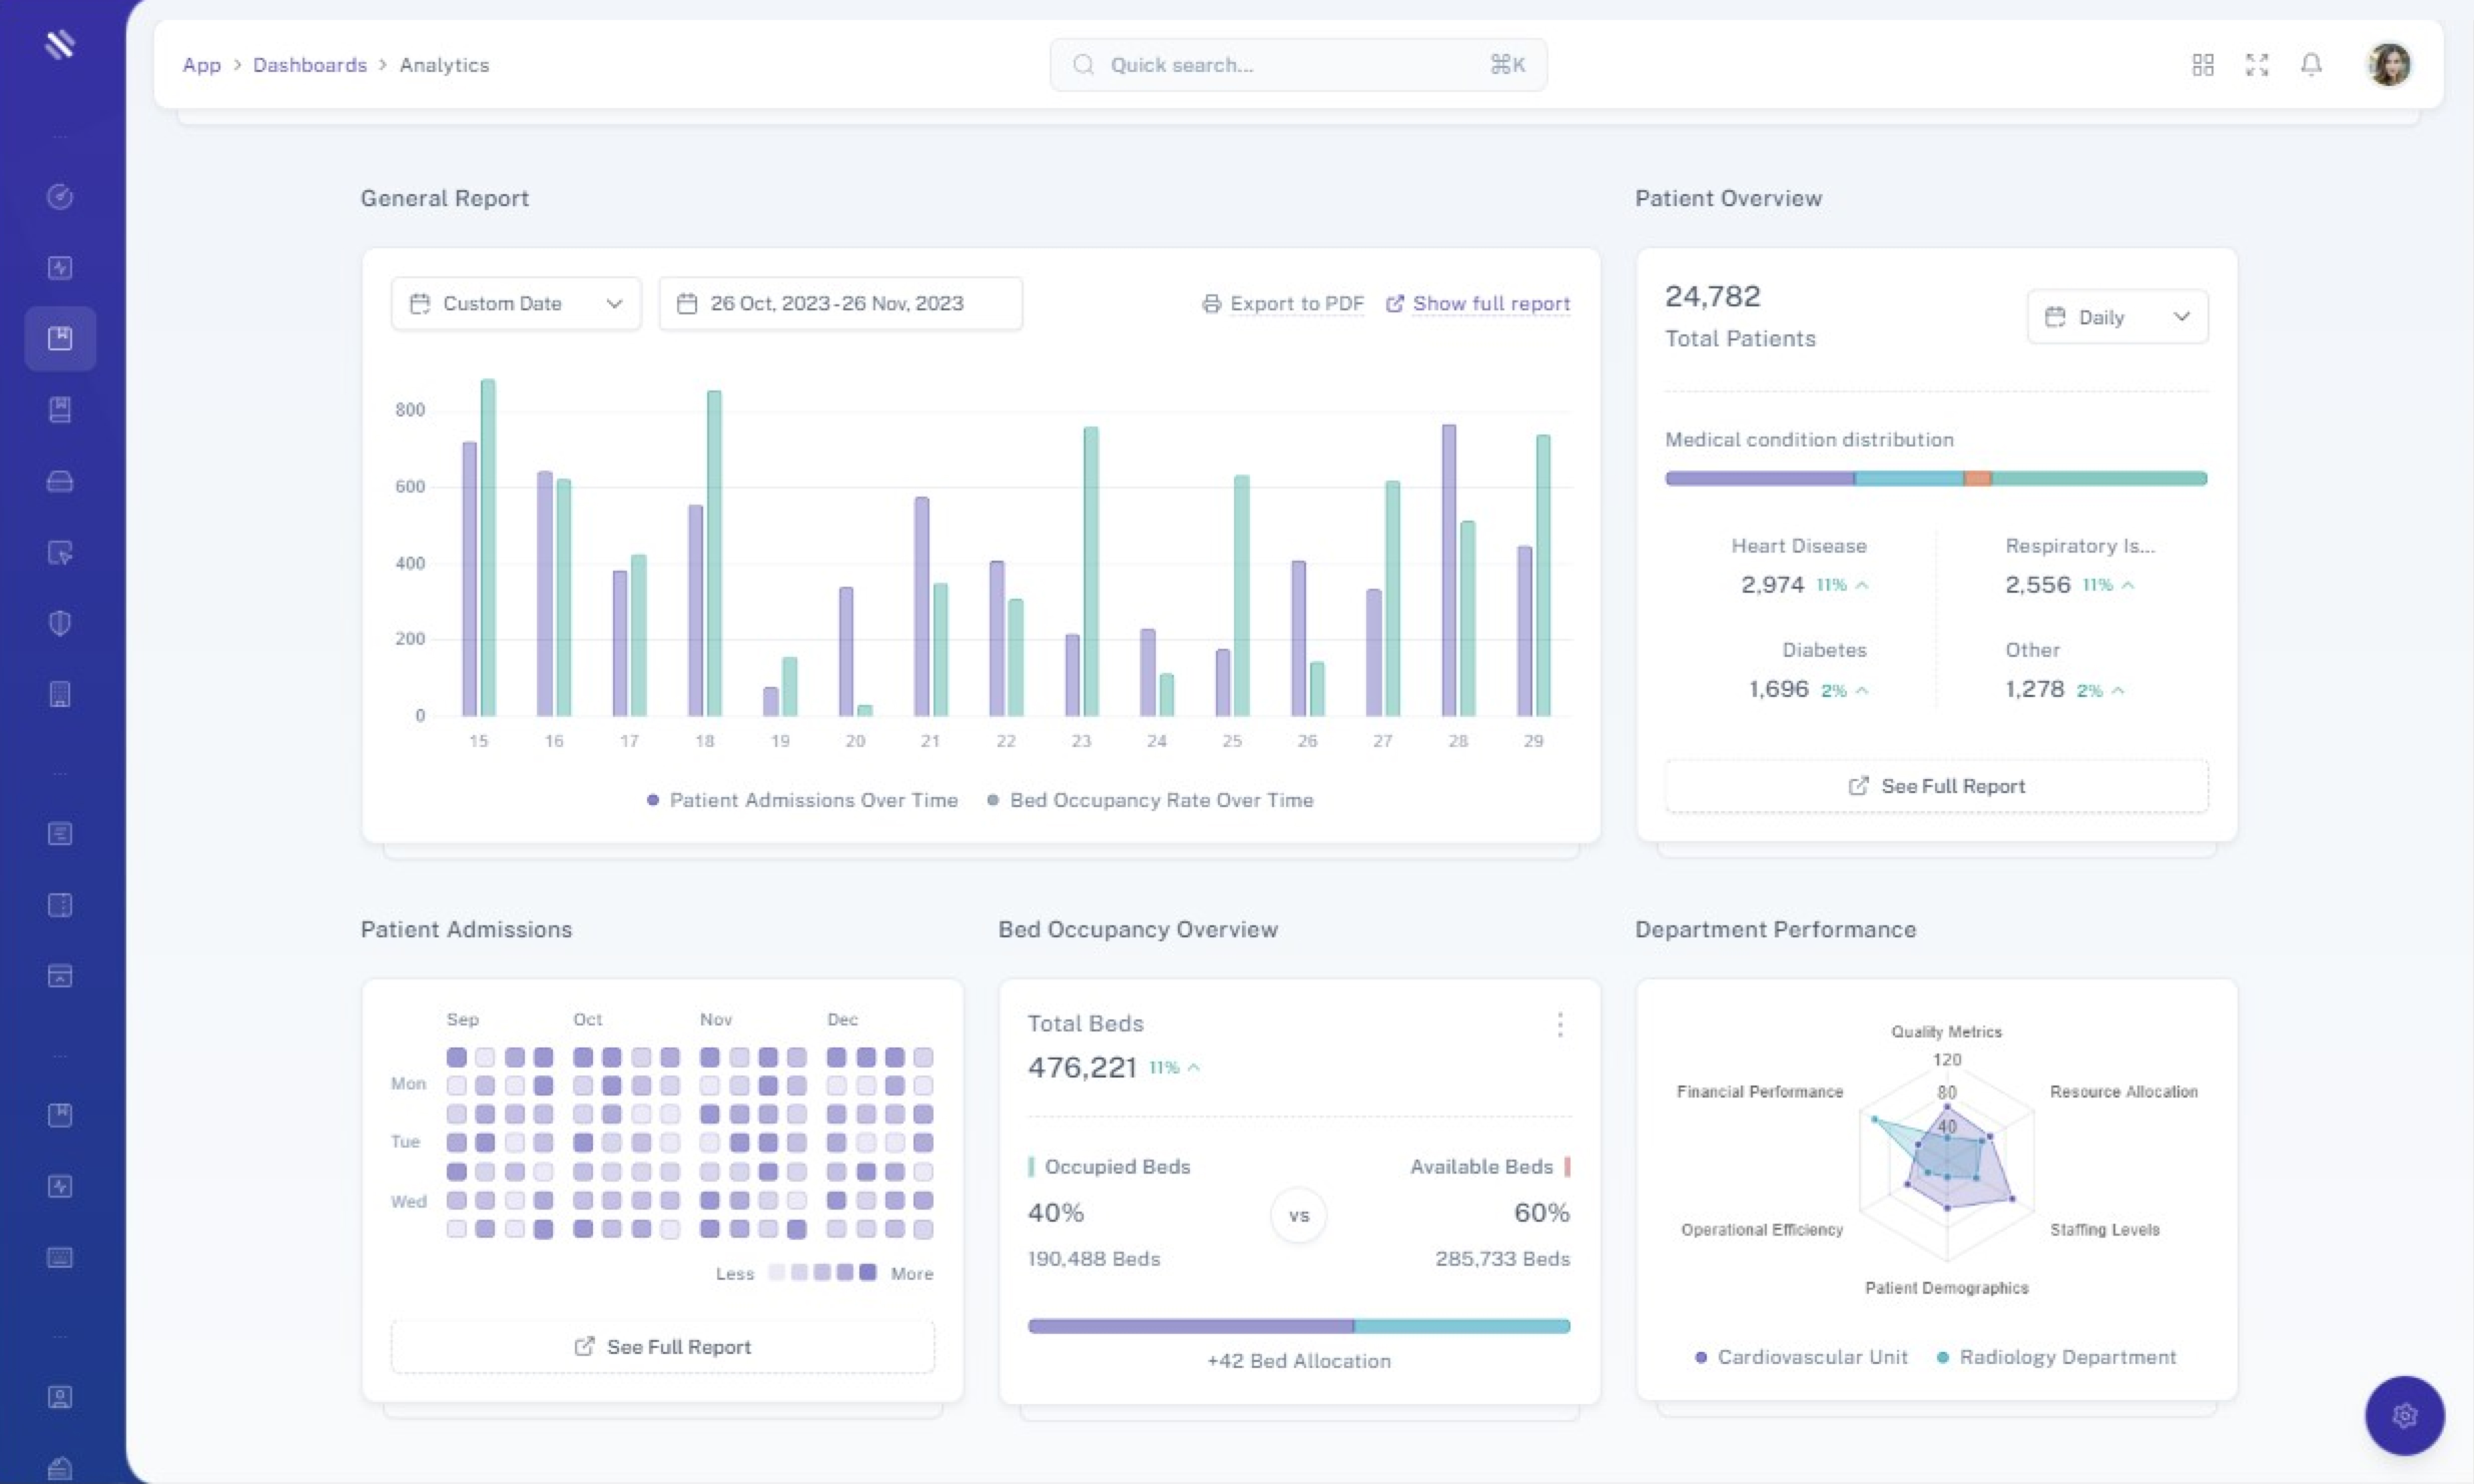 App > Dashboards > Analytics
Quick search...
⌘K
General Report
Custom Date
26 Oct, 2023 - 26 Nov, 2023
Export to PDF
Show full report
800
600
400
200
0
15 16 17 18 19 20 21 22 23 24 25 26 27 28 29
Patient Admissions Over Time
Bed Occupancy Rate Over Time
Patient Overview
24,782
Total Patients
Daily
Medical condition distribution
Heart Disease
2,974 11%
Respiratory Is...
2,556 11%
Diabetes
1,696 2%
Other
1,278 2%
See Full Report
Patient Admissions
Sep Oct Nov Dec
Mon
Tue
Wed
Less
More
See Full Report
Bed Occupancy Overview
Total Beds
476,221 11%
Occupied Beds
40%
190,488 Beds
vs
Available Beds
60%
285,733 Beds
+42 Bed Allocation
Department Performance
Quality Metrics
120
80
40
Financial Performance
Resource Allocation
Operational Efficiency
Staffing Levels
Patient Demographics
Cardiovascular Unit
Radiology Department